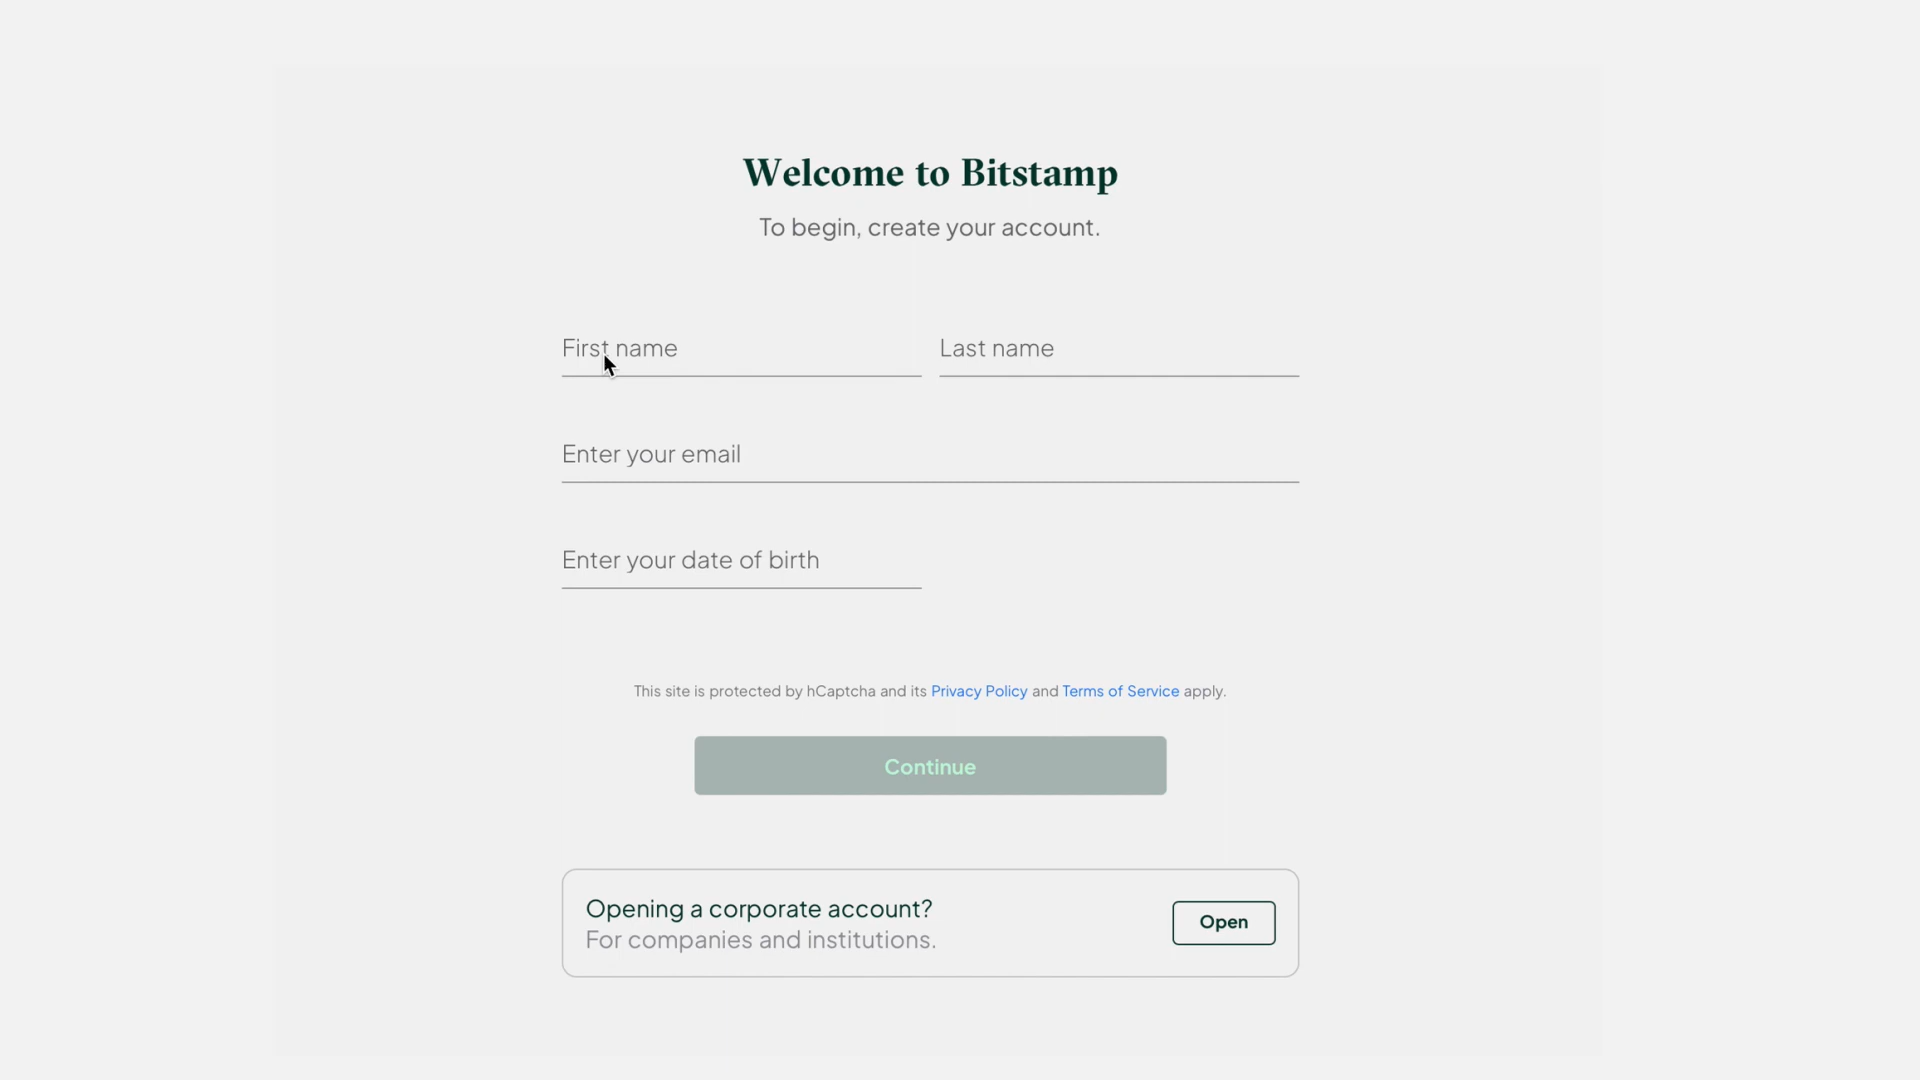 Welcome to Bitstamp
To begin, create your account.
First name
Last name
Enter your email
Enter your date of birth
This site is protected by hCaptcha and its Privacy Policy and Terms of Service apply.
Continue
Opening a corporate account?
For companies and institutions.
Open